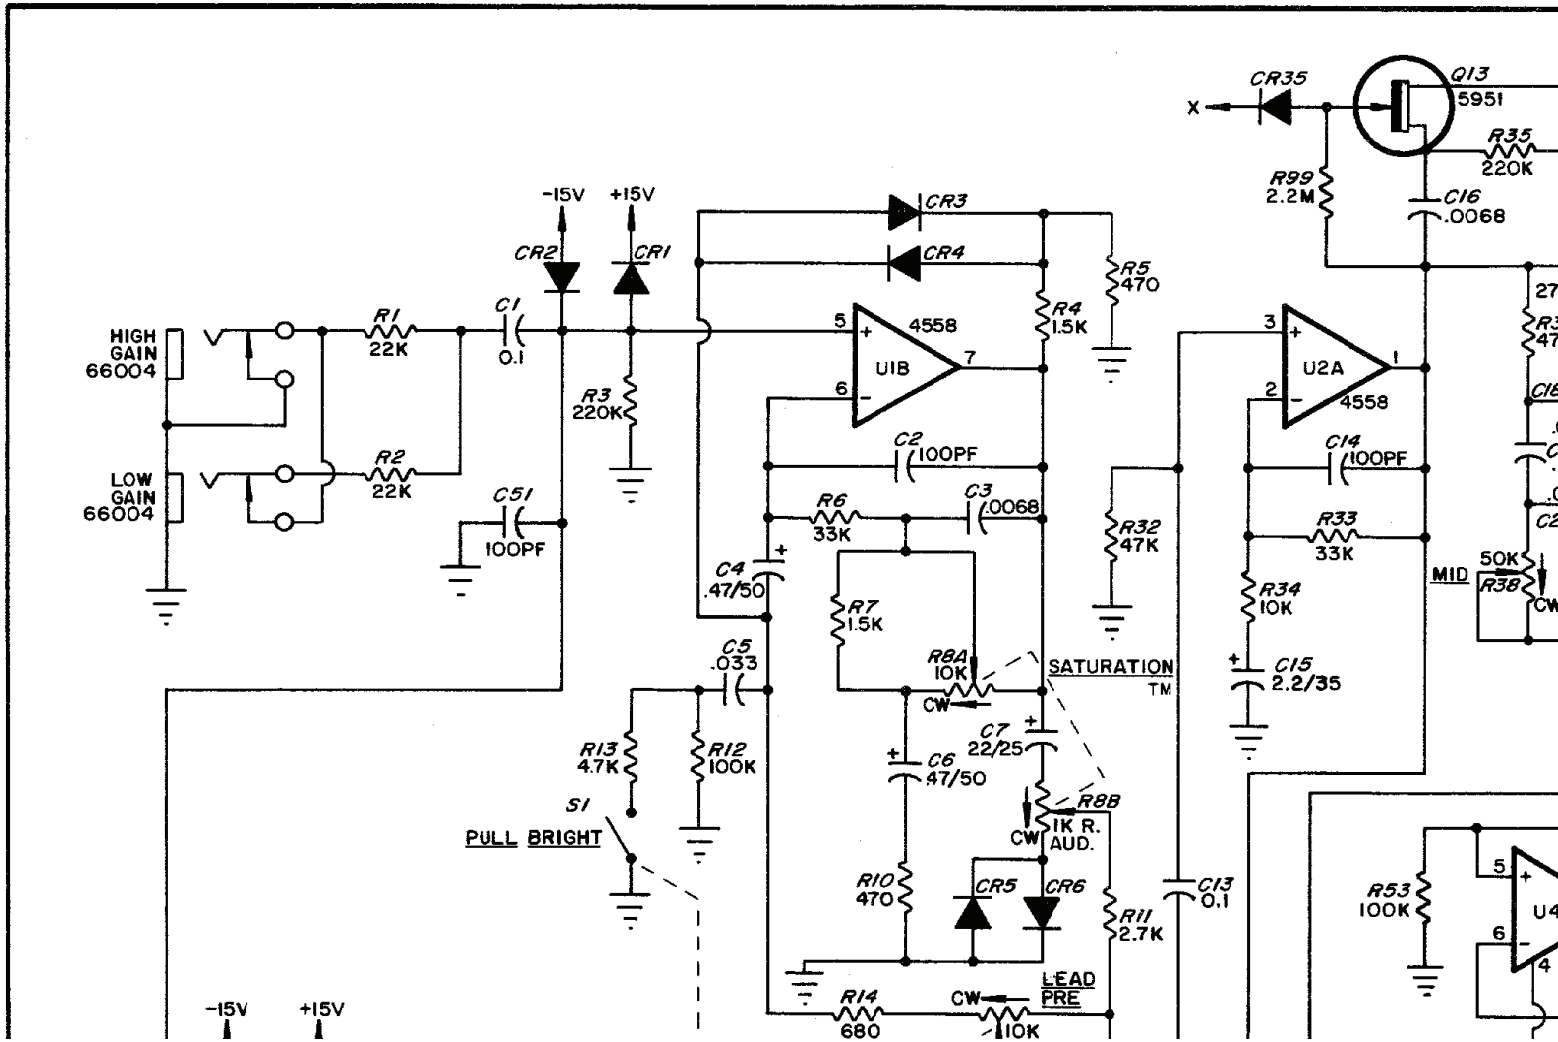 CR35
Q13
5951
X
R35
220K
R99
2.2M
C16
.0068
-15V
+15V
CR2
CR1
CR3
CR4
R5
470
R4
1.5K
HIGH
GAIN
66004
R1
22K
C1
0.1
5
+
4558
U1B
7
6
-
R3
220K
3
+
U2A
1
2
-
4558
27
47
C2
100PF
C14
100PF
LOW
GAIN
66004
R2
22K
C51
100PF
R6
33K
C3
.0068
R32
47K
R33
33K
C4
+
.47/50
R7
1.5K
R34
10K
50K
R38
MID
CW
C5
.033
R8A
10K
CW
SATURATION
TM
+
C15
2.2/35
R13
4.7K
R12
100K
+
C6
.47/50
+
C7
22/25
S1
PULL BRIGHT
R8B
1K R.
AUD.
CW
R10
470
CR5
CR6
R11
2.7K
C13
0.1
R53
100K
5
+
U4
6
-
4
LEAD
PRE
CW
R14
680
10K
-15V
+15V